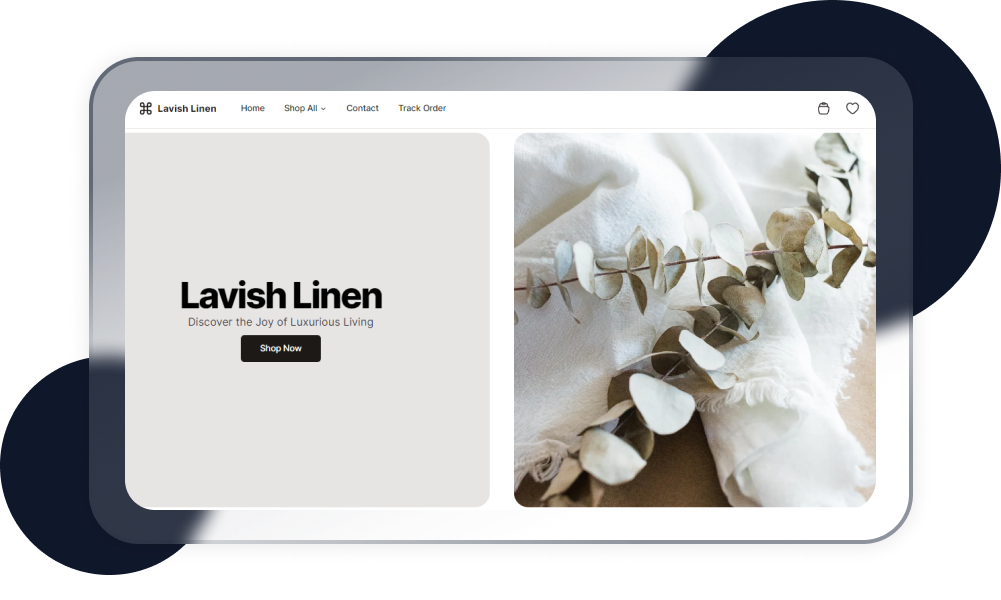 Lavish Linen Home Shop All Contact Track Order
Lavish Linen
Discover the Joy of Luxurious Living
Shop Now